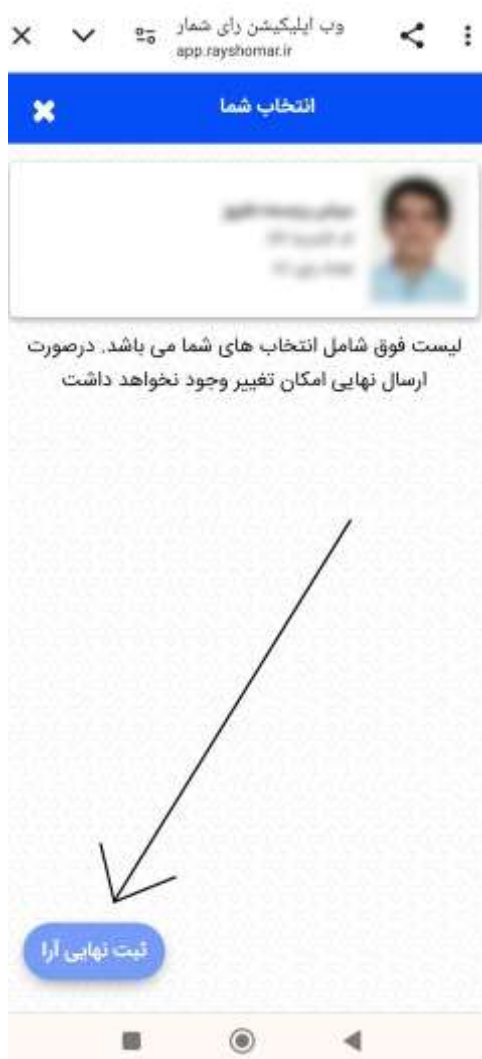 وب اپلیکیشن رای شمار
app.rayshomar.ir
انتخاب شما
لیست فوق شامل انتخاب های شما می باشد. درصورت
ارسال نهایی امکان تغییر وجود نخواهد داشت
ثبت نهایی آرا